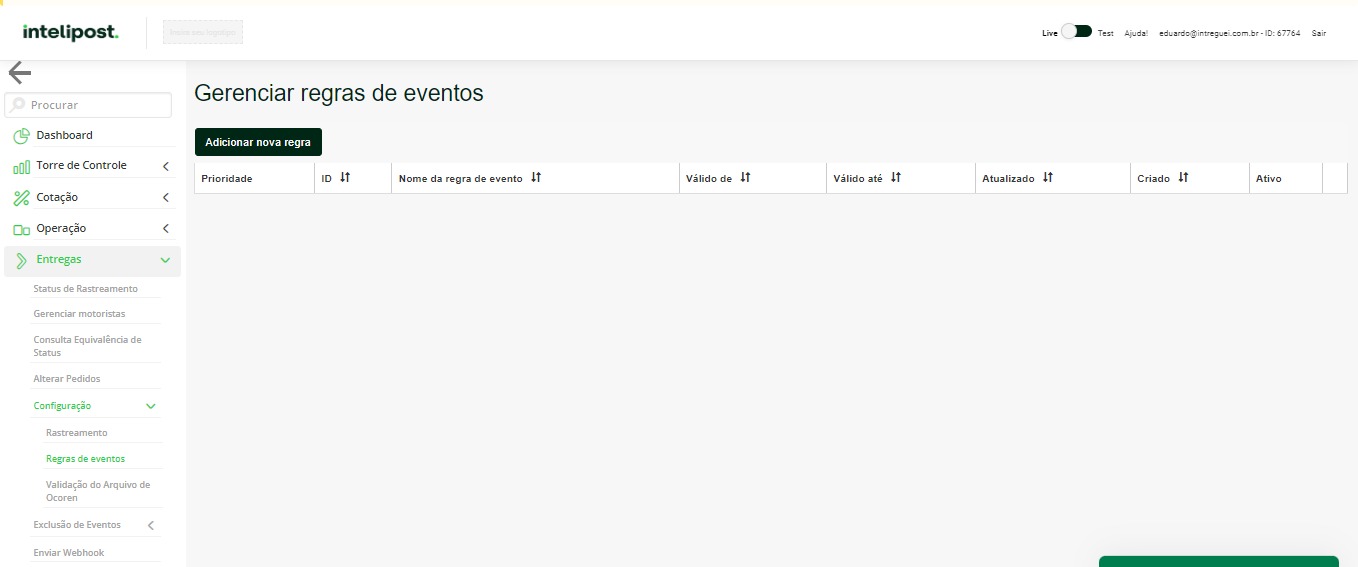 intelipost.
Live Test Ajuda! eduardo@intreguei.com.br - ID: 67764 Sair
Procurar
Dashboard
Torre de Controle
Cotação
Operação
Entregas
Status de Rastreamento
Gerenciar motoristas
Consulta Equivalência de
Status
Alterar Pedidos
Configuração
Rastreamento
Regras de eventos
Validação do Arquivo de
Ocoren
Exclusão de Eventos
Enviar Webhook
Gerenciar regras de eventos
Adicionar nova regra
Prioridade ID Nome da regra de evento Válido de Válido até Atualizado Criado Ativo